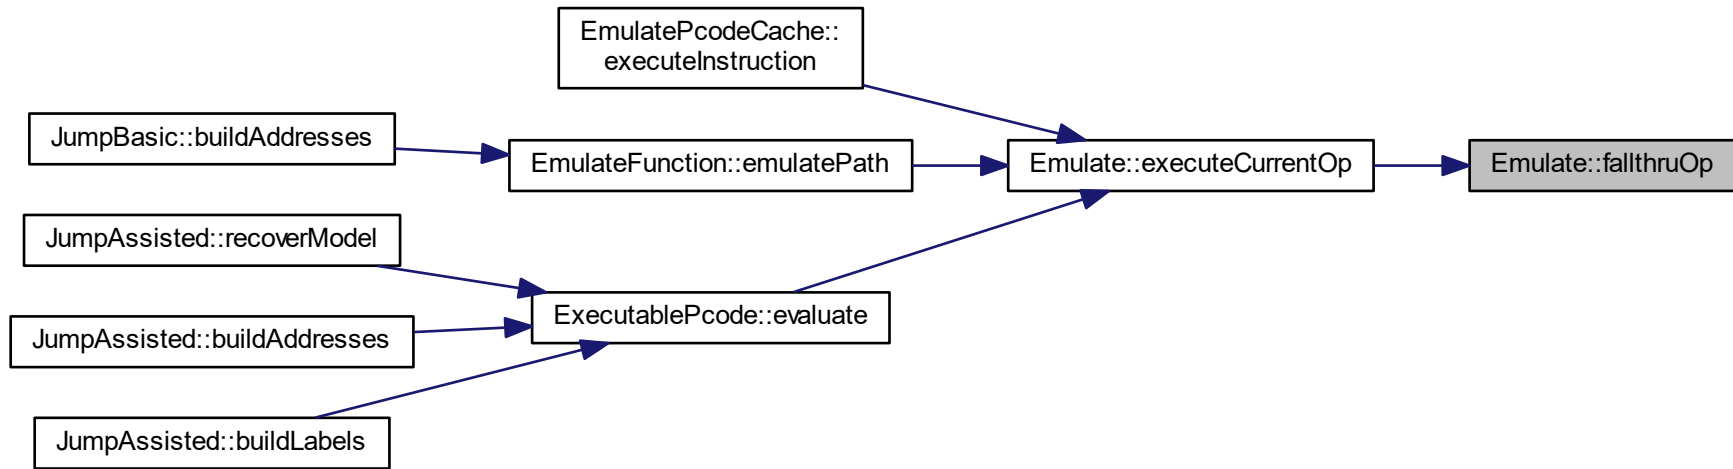 EmulatePcodeCache::
executeInstruction
JumpBasic::buildAddresses
EmulateFunction::emulatePath
Emulate::executeCurrentOp
Emulate::fallthruOp
JumpAssisted::recoverModel
ExecutablePcode::evaluate
JumpAssisted::buildAddresses
JumpAssisted::buildLabels